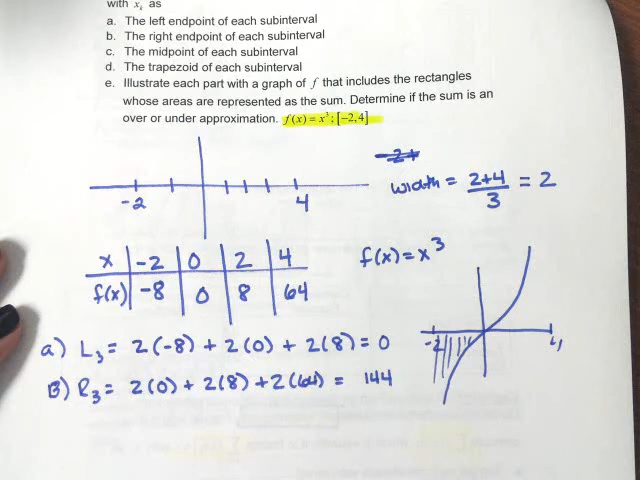 with xₖ as
a. The left endpoint of each subinterval
b. The right endpoint of each subinterval
c. The midpoint of each subinterval
d. The trapezoid of each subinterval
e. Illustrate each part with a graph of f that includes the rectangles
whose areas are represented as the sum. Determine if the sum is an
over or under approximation. f(x) = x³; [−2,4]
width = (2+4)/3 = 2
-2 4
x | -2 | 0 | 2 | 4
f(x) | -8 | 0 | 8 | 64
f(x) = x³
-2 4
a) L₃ = 2(-8) + 2(0) + 2(8) = 0
B) R₃ = 2(0) + 2(8) + 2(64) = 144